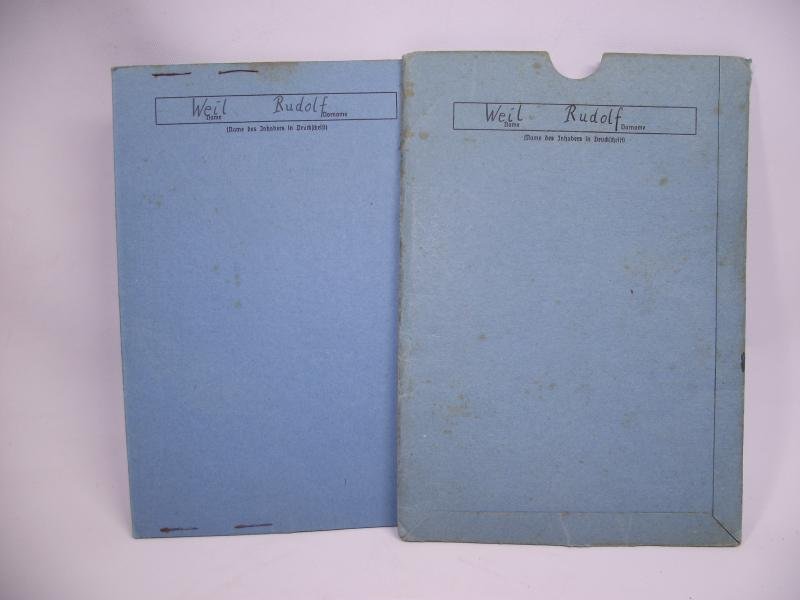 Weil Rudolf
Name Vorname
(Name des Inhabers in Druckschrift)
Weil Rudolf
Name Vorname
(Name des Inhabers in Druckschrift)